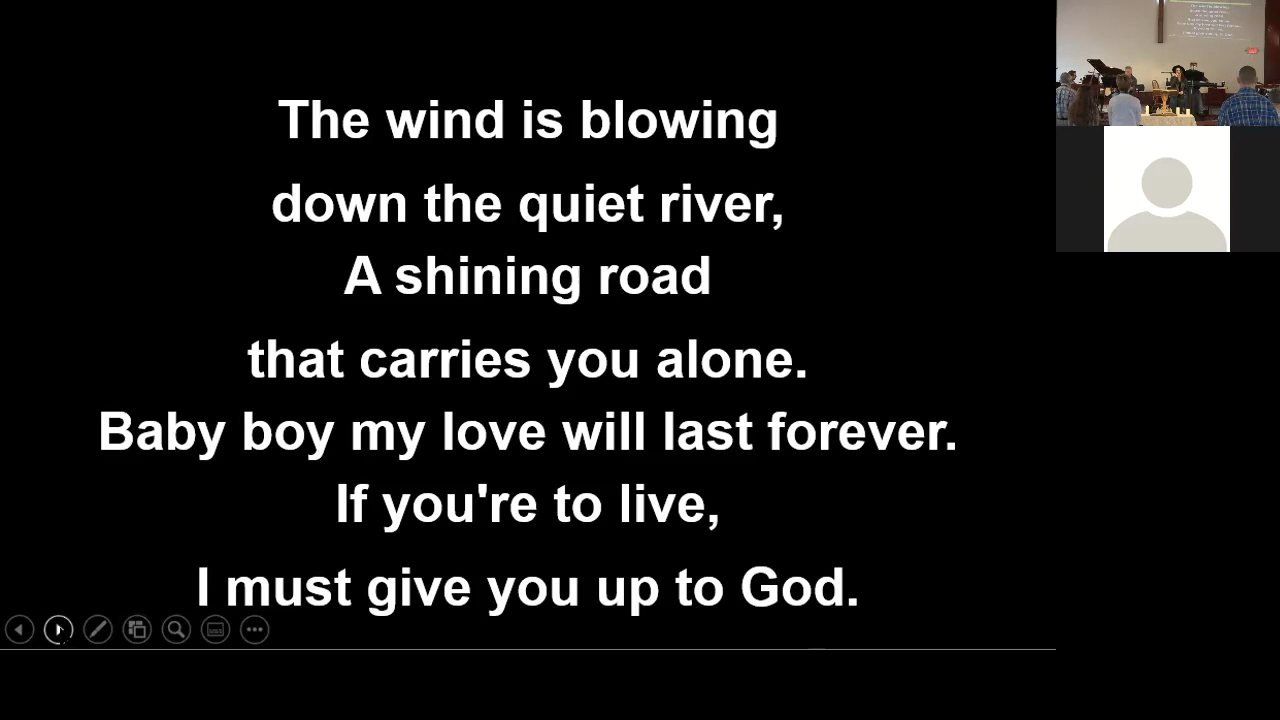 The wind is blowing
down the quiet river,
A shining road
that carries you alone.
Baby boy my love will last forever.
If you're to live,
I must give you up to God.